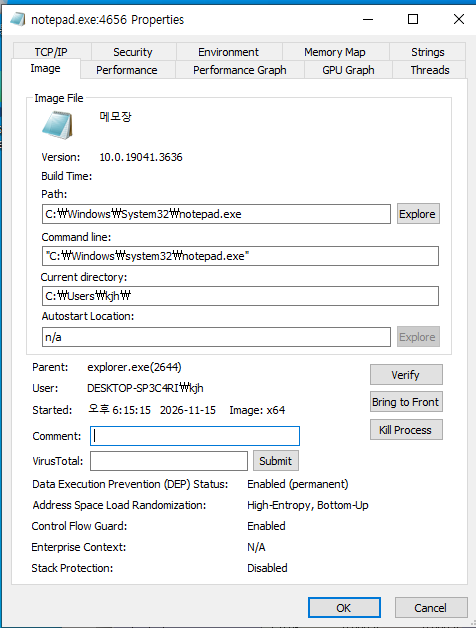 notepad.exe:4656 Properties
TCP/IP Security Environment Memory Map Strings
Image Performance Performance Graph GPU Graph Threads
Image File
메모장
Version: 10.0.19041.3636
Build Time:
Path:
C:₩Windows₩System32₩notepad.exe Explore
Command line:
"C:₩Windows₩system32₩notepad.exe"
Current directory:
C:₩Users₩kjh₩
Autostart Location:
n/a Explore
Parent: explorer.exe(2644)
Verify
User: DESKTOP-SP3C4RI₩kjh
Bring to Front
Started: 오후 6:15:15 2026-11-15 Image: x64
Kill Process
Comment:
VirusTotal: Submit
Data Execution Prevention (DEP) Status: Enabled (permanent)
Address Space Load Randomization: High-Entropy, Bottom-Up
Control Flow Guard: Enabled
Enterprise Context: N/A
Stack Protection: Disabled
OK Cancel